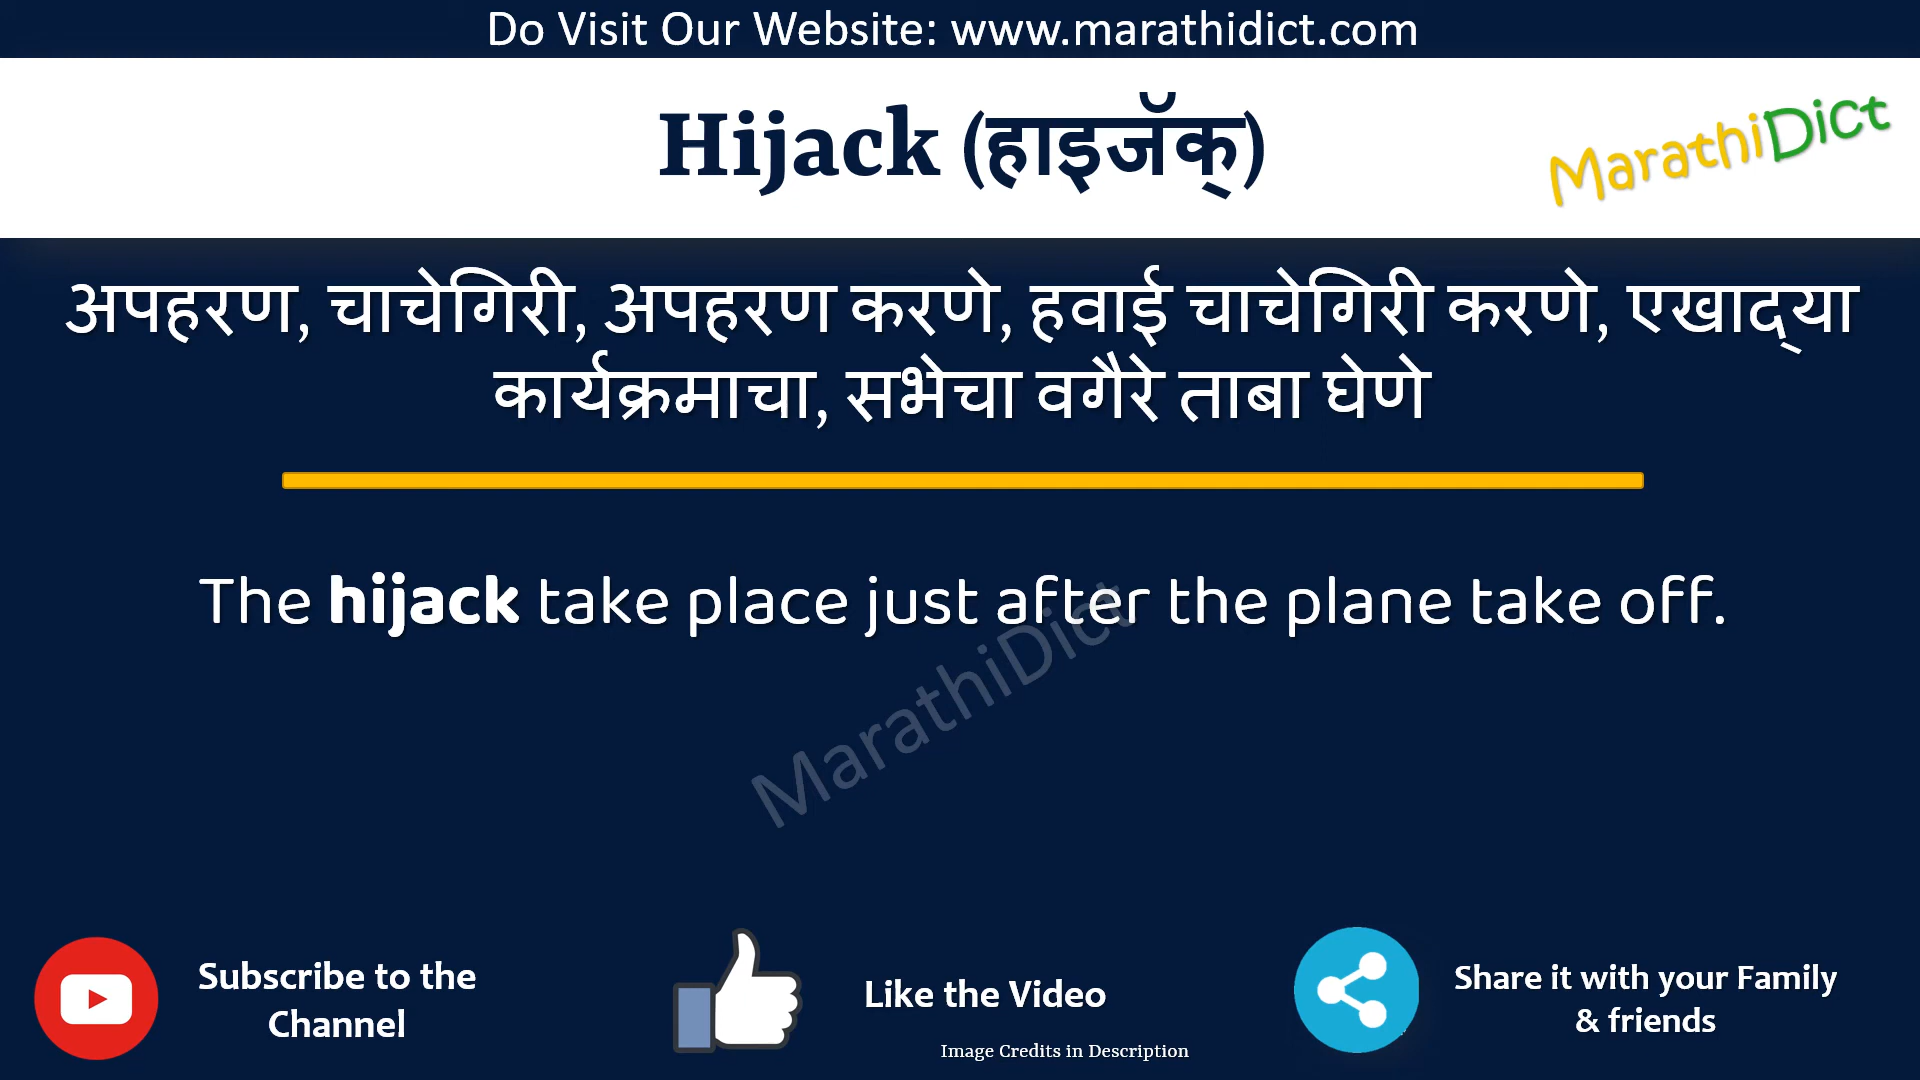 Do Visit Our Website: www.marathidict.com
Hijack (हाइजॅक्)
MarathiDict
अपहरण, चाचेगिरी, अपहरण करणे, हवाई चाचेगिरी करणे, एखाद्या
कार्यक्रमाचा, सभेचा वगैरे ताबा घेणे
The hijack take place just after the plane take off.
MarathiDict
Subscribe to the
Channel
Like the Video
Share it with your Family
& friends
Image Credits in Description